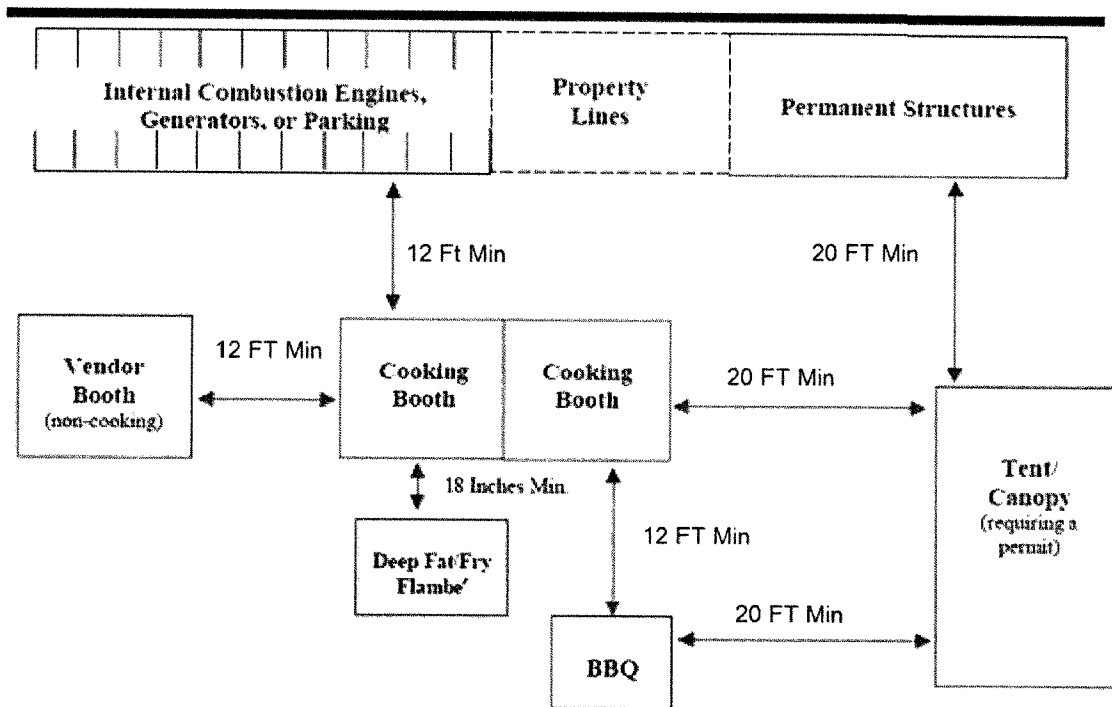 Internal Combustion Engines,
Generators, or Parking
Property
Lines
Permanent Structures
12 Ft Min
20 FT Min
Vendor
Booth
(non-cooking)
12 FT Min
Cooking
Booth
Cooking
Booth
20 FT Min
18 Inches Min.
Tent/
Canopy
(requiring a
permit)
Deep Fat/Fry
Flambe'
12 FT Min
20 FT Min
BBQ